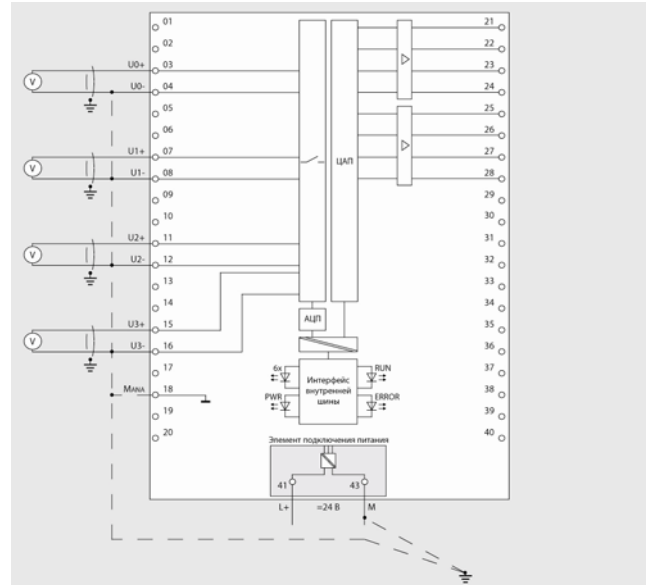 01 21
02 22
U0+ 03 23
V
U0- 04 24
05 25
06 26
U1+ 07 27
V ЦАП
U1- 08 28
09 29
10 30
U2+ 11 31
V
U2- 12 32
13 33
14 34
АЦП
U3+ 15 35
V
U3- 16 36
17 37
6x RUN
Интерфейс
внутренней
шины
MANA 18 38
PWR ERROR
19 39
20 40
Элемент подключения питания
41 43
L+ =24 В M